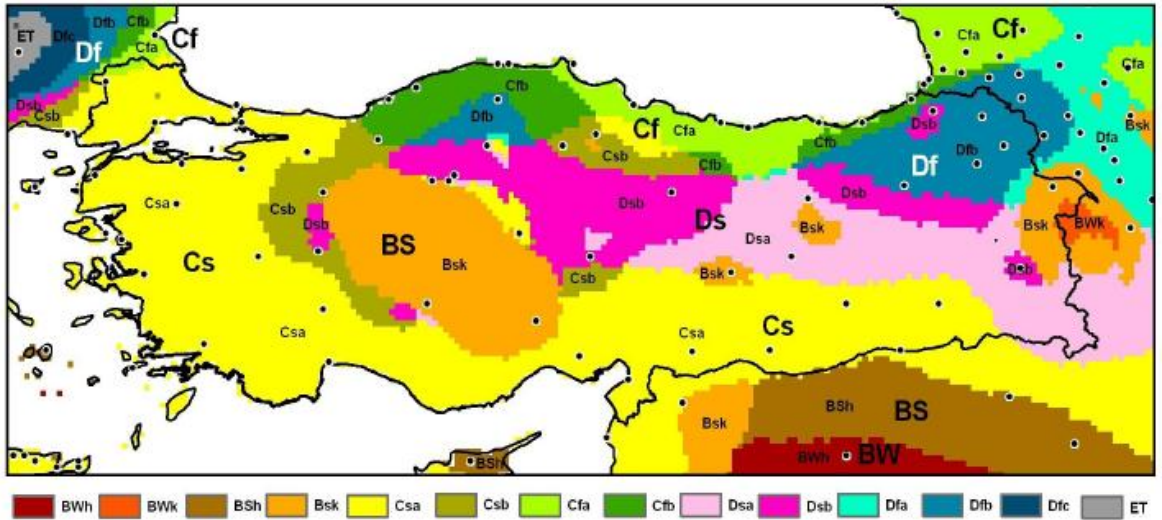 ET Dfc Dfb Cfb Cf Cf Cfa
Df Cfa Cfa
Dsb Csb Cfb Bsk
Dfb Cf Cfa Dsb Dfa
Csb Cfb Df Dfb
Csa Csb Dsb Dsb Dsb
Dsb Ds Bsk BWk
BS Dsa Bsk
Cs Bsk Csb Bsk Dsb
Csa Csa Cs
BSh BS
Bsk
BSh BWh BW
BWh BWk BSh Bsk Csa Csb Cfa Cfb Dsa Dsb Dfa Dfb Dfc ET